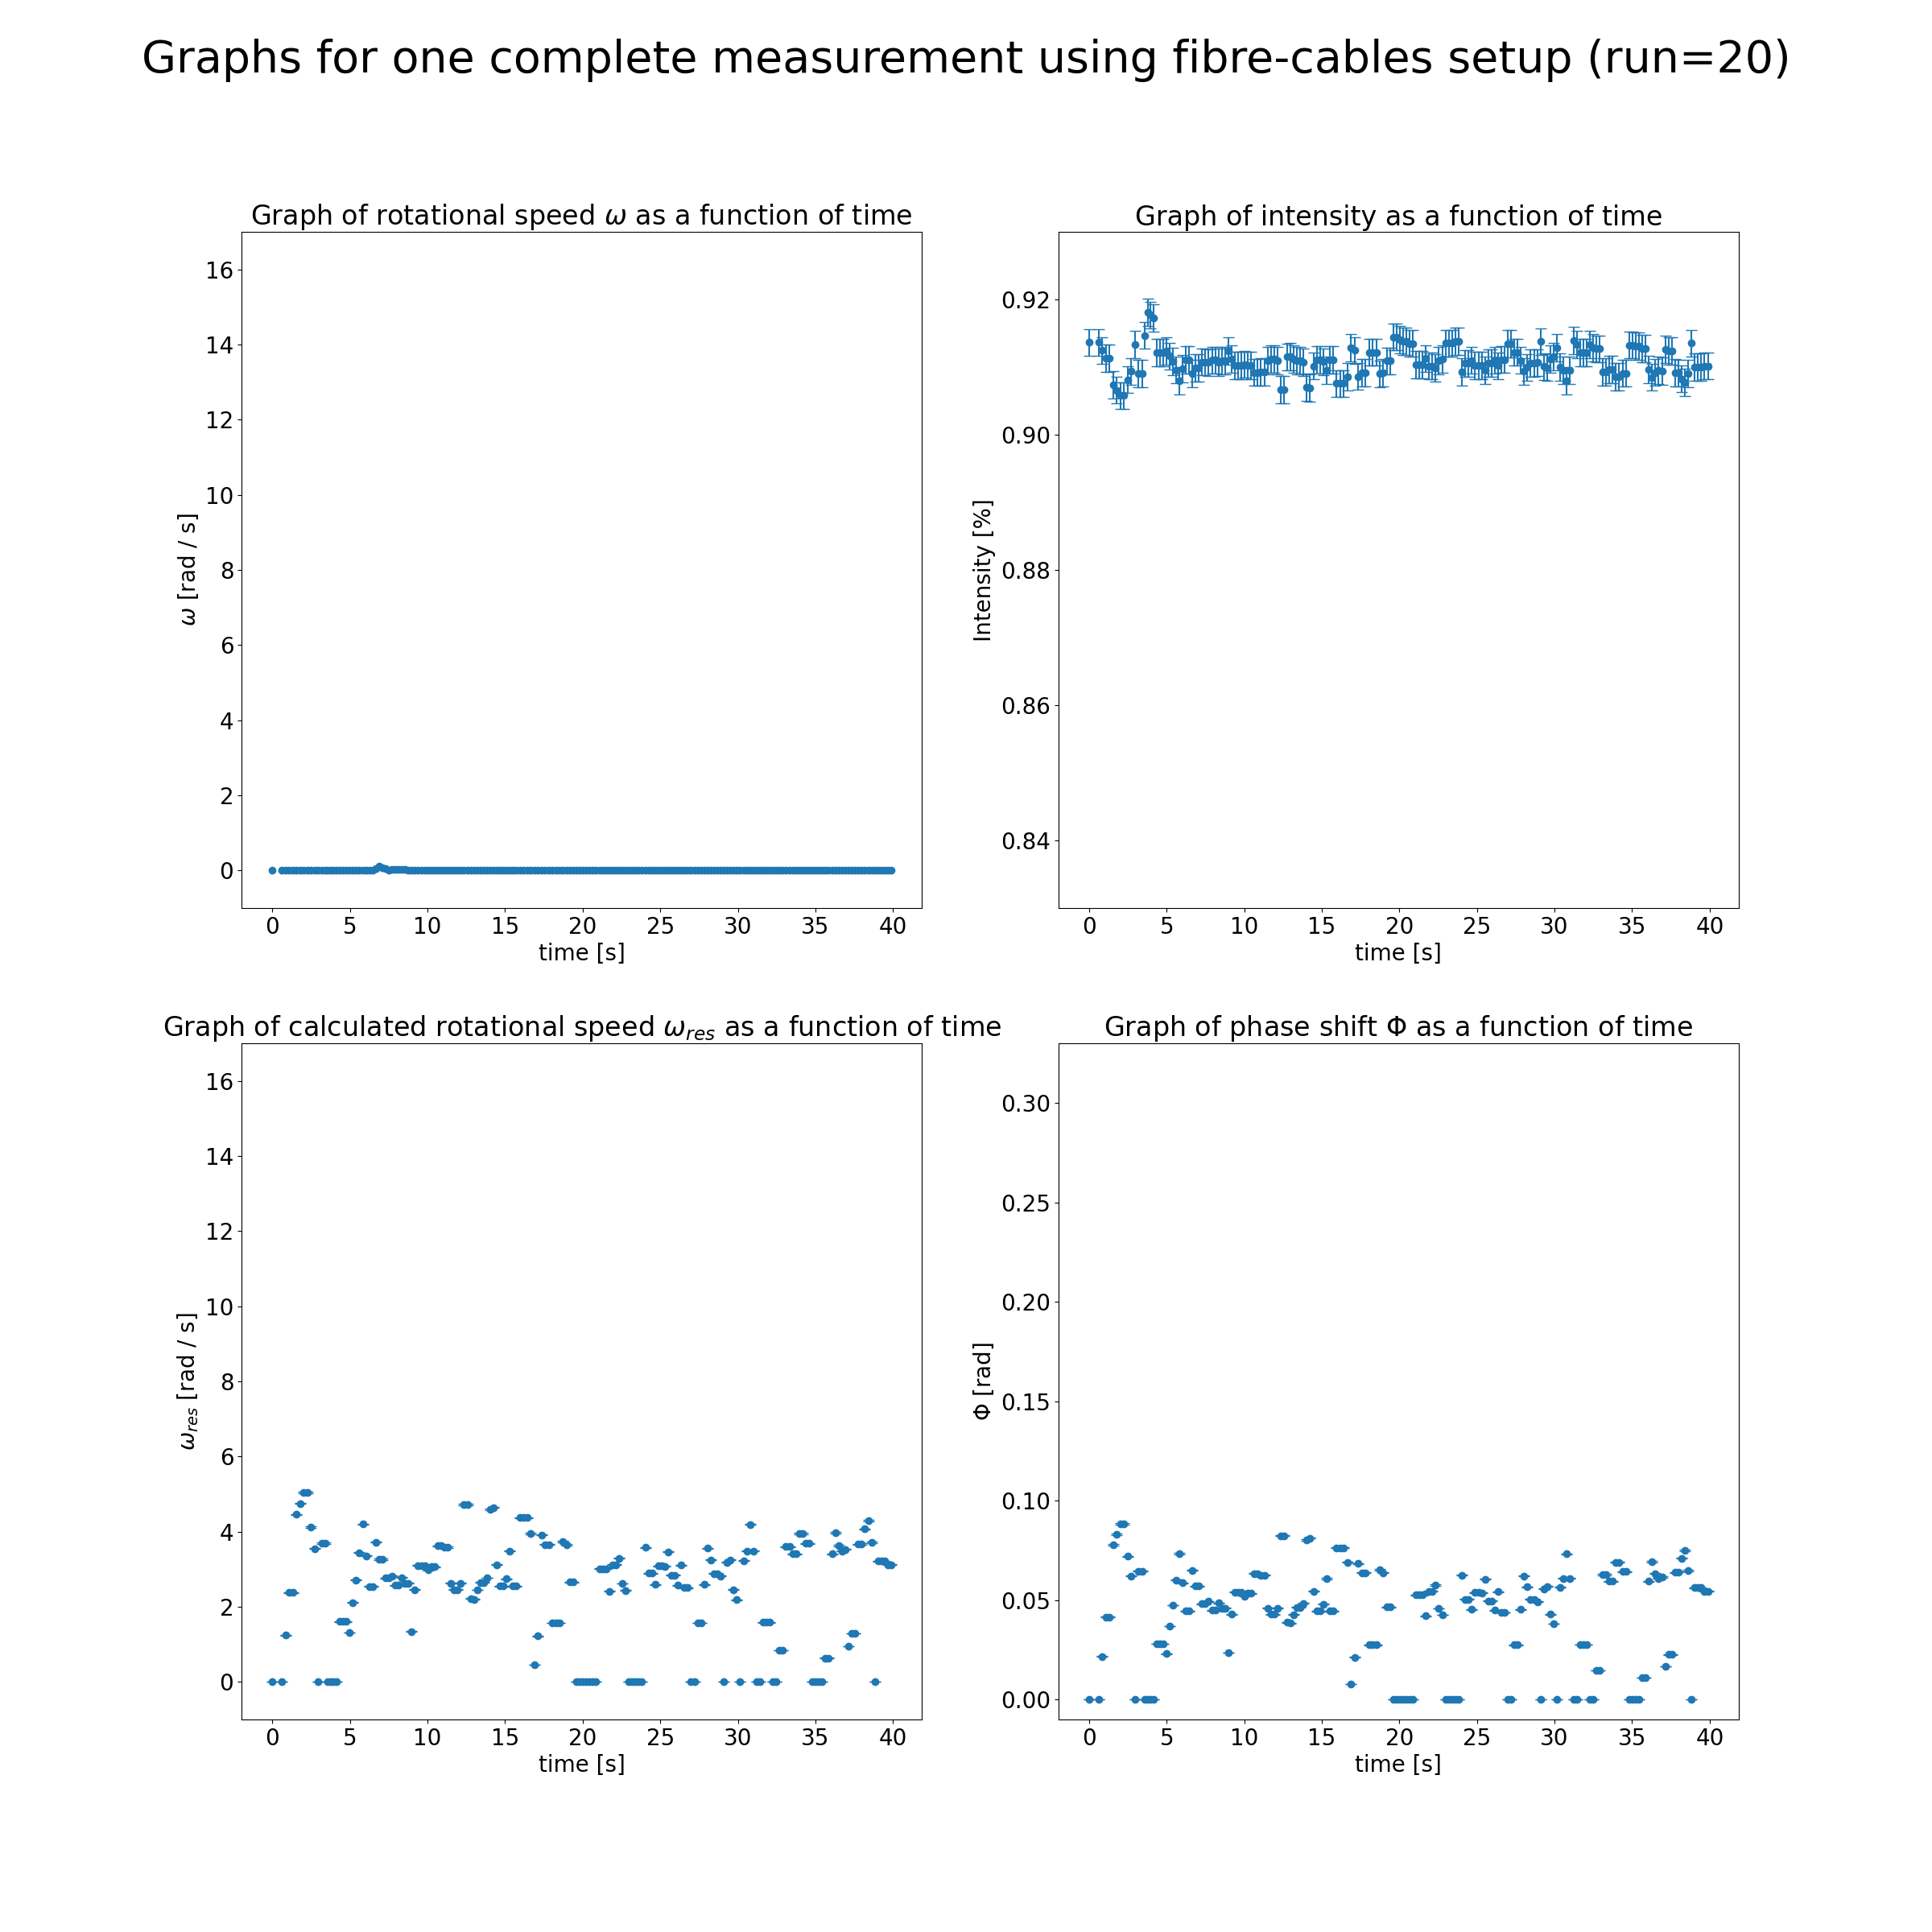 Graphs for one complete measurement using fibre-cables setup (run=20)
Graph of rotational speed ω as a function of time
16
14
12
10
8
6
4
2
0
ω [rad / s]
0 5 10 15 20 25 30 35 40
time [s]
Graph of intensity as a function of time
0.92
0.90
0.88
0.86
0.84
Intensity [%]
0 5 10 15 20 25 30 35 40
time [s]
Graph of calculated rotational speed ω_res as a function of time
16
14
12
10
8
6
4
2
0
ω_res [rad / s]
0 5 10 15 20 25 30 35 40
time [s]
Graph of phase shift Φ as a function of time
0.30
0.25
0.20
0.15
0.10
0.05
0.00
Φ [rad]
0 5 10 15 20 25 30 35 40
time [s]